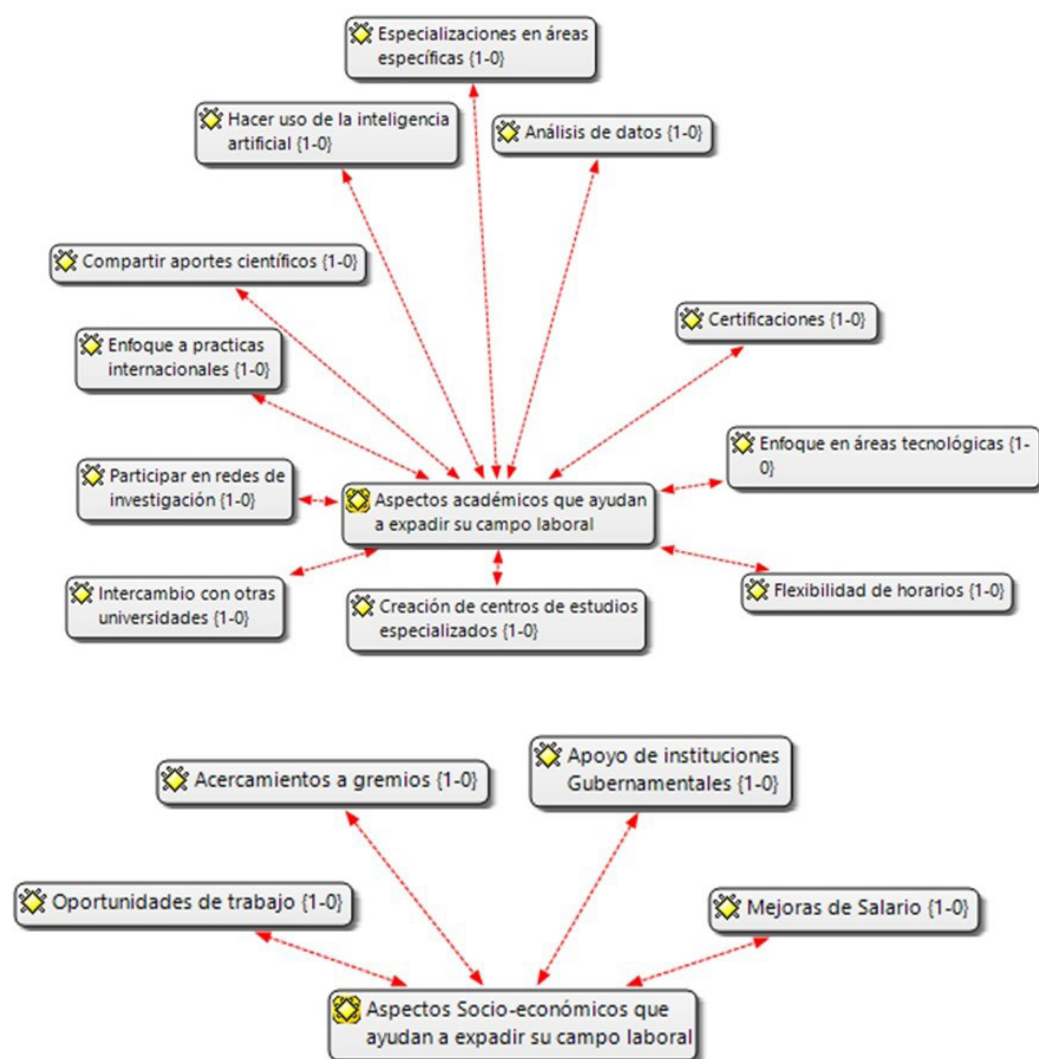 Especializaciones en áreas
específicas {1-0}
Hacer uso de la inteligencia
artificial {1-0}
Análisis de datos {1-0}
Compartir aportes científicos {1-0}
Certificaciones {1-0}
Enfoque a practicas
internacionales {1-0}
Enfoque en áreas tecnológicas {1-
0}
Participar en redes de
investigación {1-0}
Aspectos académicos que ayudan
a expadir su campo laboral
Intercambio con otras
universidades {1-0}
Creación de centros de estudios
especializados {1-0}
Flexibilidad de horarios {1-0}
Apoyo de instituciones
Gubernamentales {1-0}
Acercamientos a gremios {1-0}
Oportunidades de trabajo {1-0}
Mejoras de Salario {1-0}
Aspectos Socio-económicos que
ayudan a expadir su campo laboral